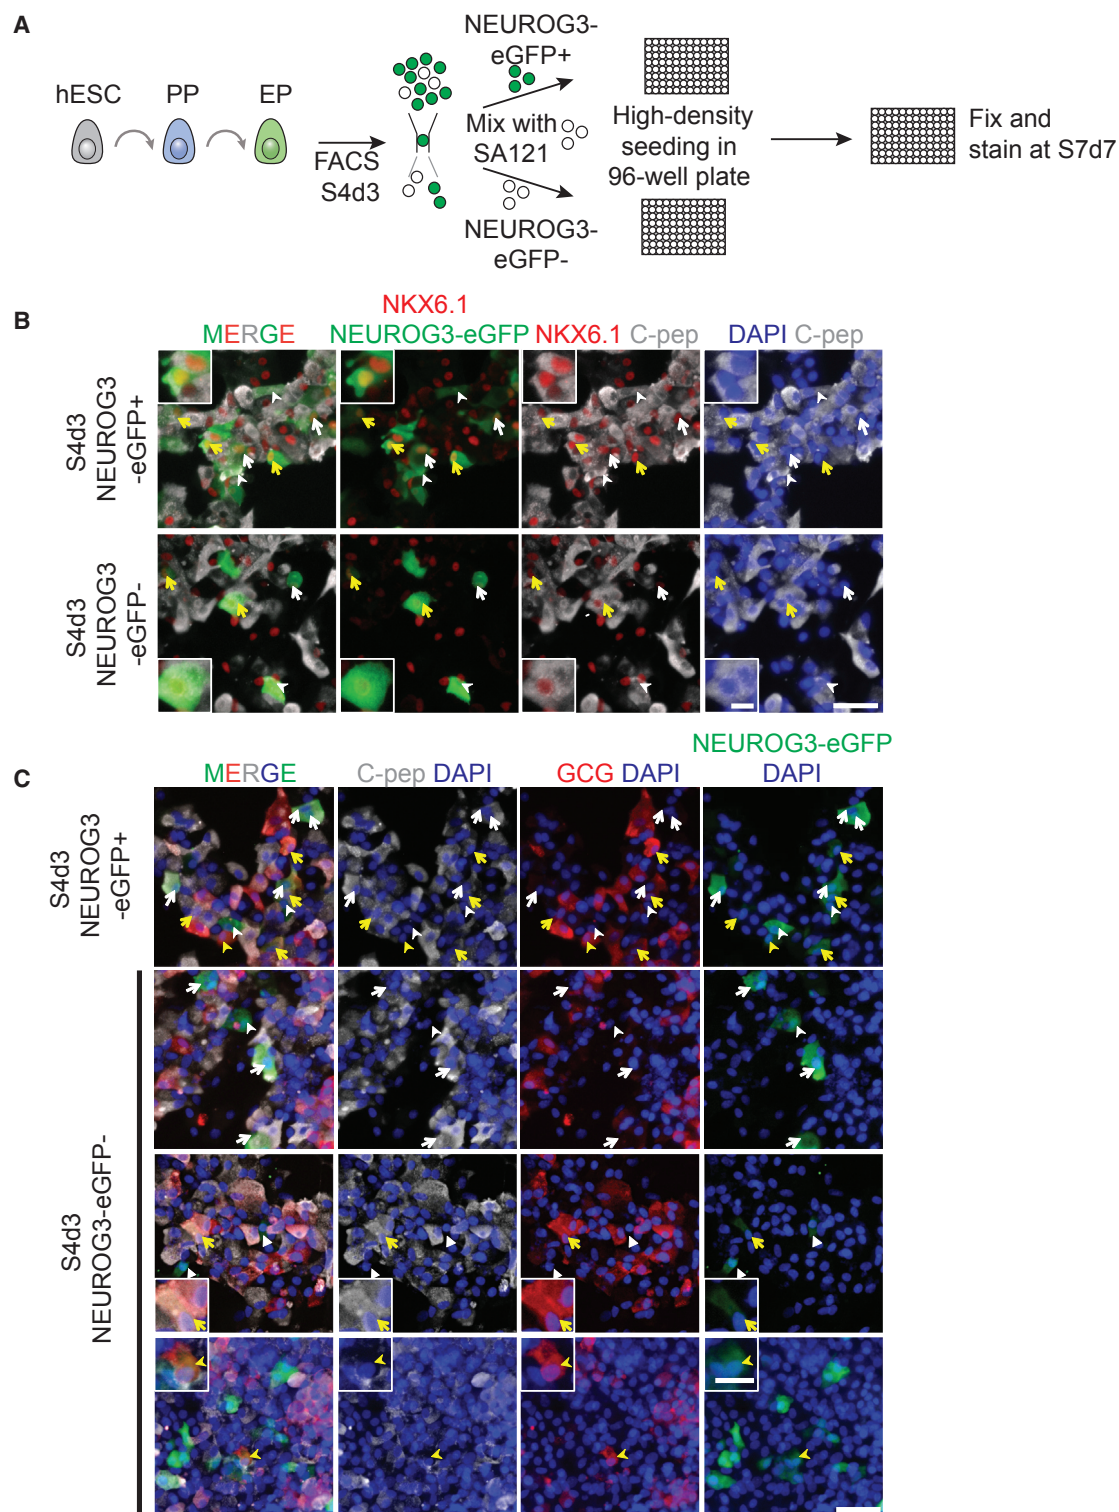 A
hESC
PP
EP
FACS
S4d3
NEUROG3-
eGFP+
Mix with
SA121
NEUROG3-
eGFP-
High-density
seeding in
96-well plate
Fix and
stain at S7d7
B
MERGE
NKX6.1
NEUROG3-eGFP
NKX6.1 C-pep
DAPI C-pep
S4d3
NEUROG3
-eGFP+
S4d3
NEUROG3
-eGFP-
C
MERGE
C-pep DAPI
GCG DAPI
NEUROG3-eGFP
DAPI
S4d3
NEUROG3
-eGFP+
S4d3
NEUROG3-eGFP-